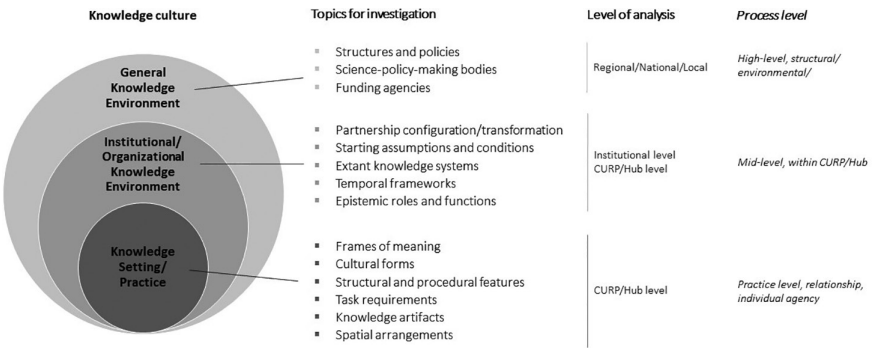 Knowledge culture
Topics for investigation
Level of analysis
Process level
General
Knowledge
Environment
Structures and policies
Science-policy-making bodies
Funding agencies
Regional/National/Local
High-level, structural/
environmental/
Institutional/
Organizational
Knowledge
Environment
Partnership configuration/transformation
Starting assumptions and conditions
Extant knowledge systems
Temporal frameworks
Epistemic roles and functions
Institutional level
CURP/Hub level
Mid-level, within CURP/Hub
Knowledge
Setting/
Practice
Frames of meaning
Cultural forms
Structural and procedural features
Task requirements
Knowledge artifacts
Spatial arrangements
CURP/Hub level
Practice level, relationship,
individual agency